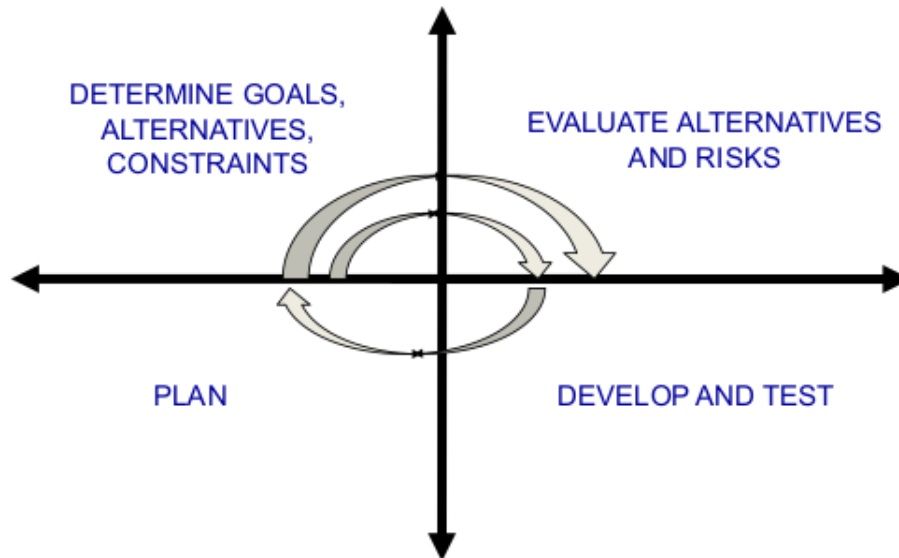 DETERMINE GOALS,
ALTERNATIVES,
CONSTRAINTS
EVALUATE ALTERNATIVES
AND RISKS
PLAN
DEVELOP AND TEST